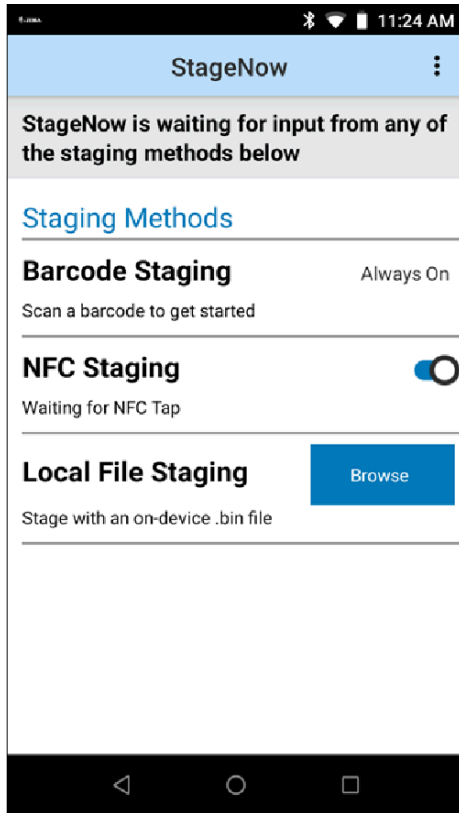 11:24 AM
StageNow
StageNow is waiting for input from any of
the staging methods below
Staging Methods
Barcode Staging
Always On
Scan a barcode to get started
NFC Staging
Waiting for NFC Tap
Local File Staging
Browse
Stage with an on-device .bin file